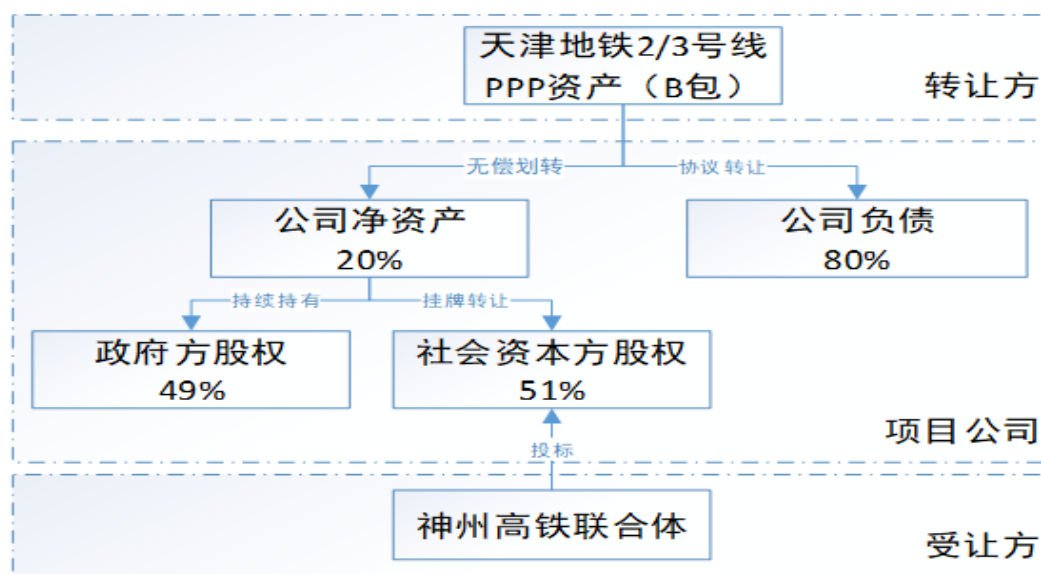 天津地铁2/3号线
PPP资产（B包）
转让方
无偿划转
协议转让
公司净资产
20%
公司负债
80%
持续持有
挂牌转让
政府方股权
49%
社会资本方股权
51%
项目公司
投标
神州高铁联合体
受让方